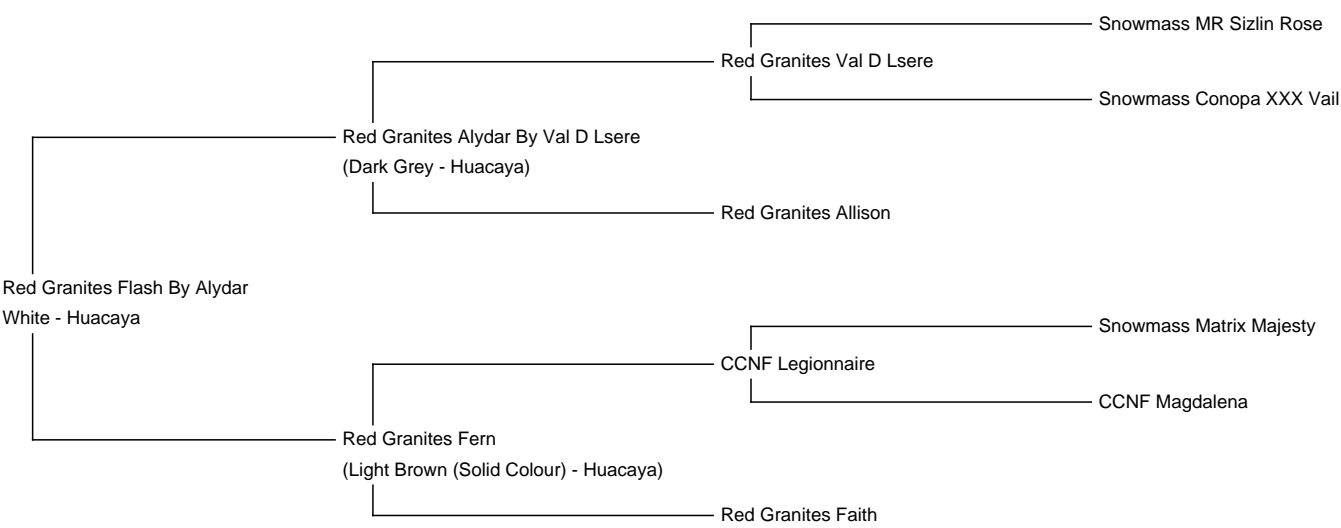 Snowmass MR Sizlin Rose
Red Granites Val D Lsere
Snowmass Conopa XXX Vail
Red Granites Alydar By Val D Lsere
(Dark Grey - Huacaya)
Red Granites Allison
Red Granites Flash By Alydar
White - Huacaya
Snowmass Matrix Majesty
CCNF Legionnaire
CCNF Magdalena
Red Granites Fern
(Light Brown (Solid Colour) - Huacaya)
Red Granites Faith